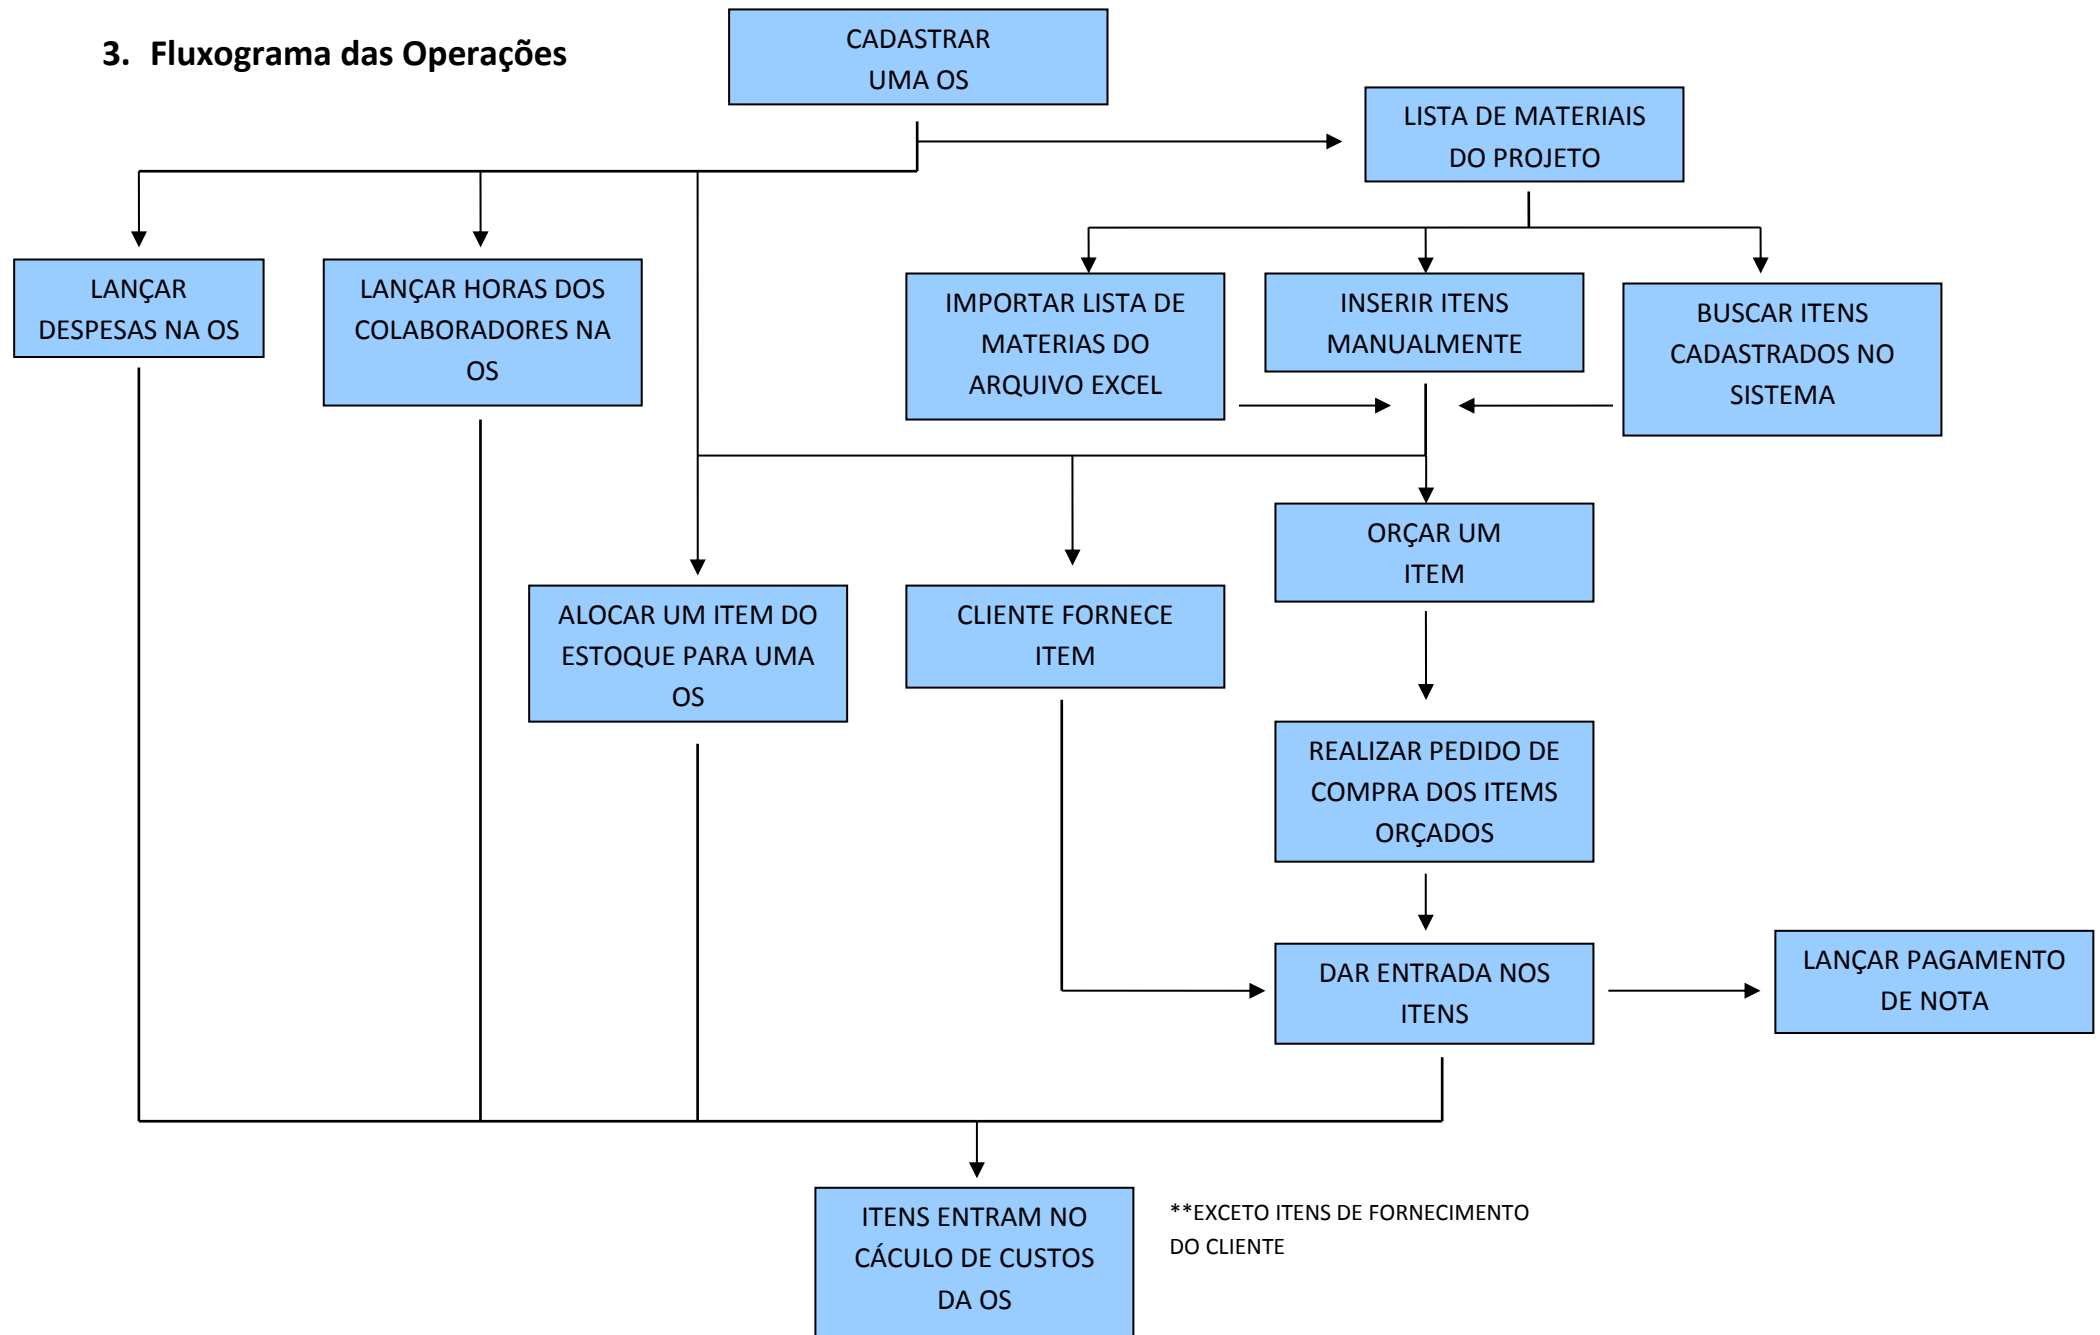 3. Fluxograma das Operações
CADASTRAR
UMA OS
LISTA DE MATERIAIS
DO PROJETO
LANÇAR
DESPESAS NA OS
LANÇAR HORAS DOS
COLABORADORES NA
OS
IMPORTAR LISTA DE
MATERIAS DO
ARQUIVO EXCEL
INSERIR ITENS
MANUALMENTE
BUSCAR ITENS
CADASTRADOS NO
SISTEMA
ALOCAR UM ITEM DO
ESTOQUE PARA UMA
OS
CLIENTE FORNECE
ITEM
ORÇAR UM
ITEM
REALIZAR PEDIDO DE
COMPRA DOS ITEMS
ORÇADOS
DAR ENTRADA NOS
ITENS
LANÇAR PAGAMENTO
DE NOTA
ITENS ENTRAM NO
CÁCULO DE CUSTOS
DA OS
**EXCETO ITENS DE FORNECIMENTO
DO CLIENTE